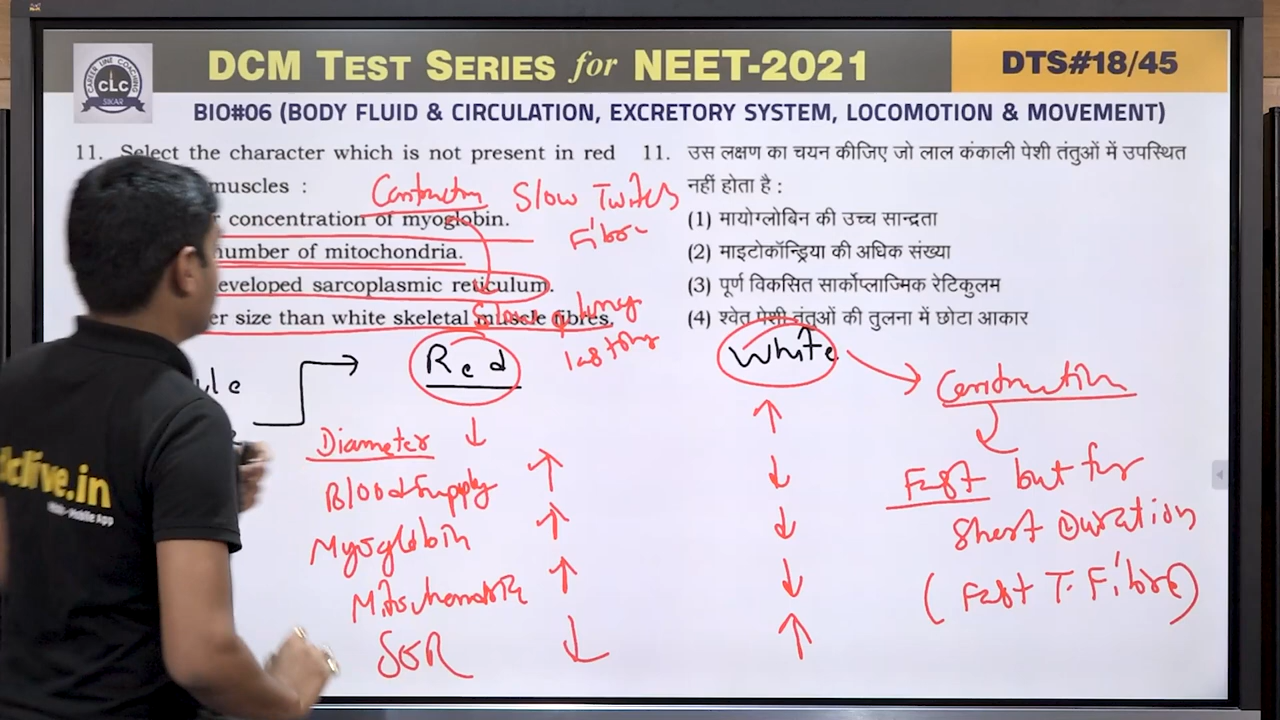 DCM TEST SERIES for NEET-2021
DTS#18/45
CAREER LINE COACHING
CLC
SIKAR
BIO#06 (BODY FLUID & CIRCULATION, EXCRETORY SYSTEM, LOCOMOTION & MOVEMENT)
11. Select the character which is not present in red
muscles :
concentration of myoglobin.
number of mitochondria.
eveloped sarcoplasmic reticulum.
er size than white skeletal muscle fibres.
11. उस लक्षण का चयन कीजिए जो लाल कंकाली पेशी तंतुओं में उपस्थित
नहीं होता है :
(1) मायोग्लोबिन की उच्च सान्द्रता
(2) माइटोकॉन्ड्रिया की अधिक संख्या
(3) पूर्ण विकसित सार्कोप्लाज्मिक रेटिकुलम
(4) श्वेत पेशी तंतुओं की तुलना में छोटा आकार
Slow Twitch
Fibre
Slow & long
lasting
Red
White
Diameter ↓ ↑
Blood Supply ↑ ↓
Myoglobin ↑ ↓
Mitochondria ↑ ↓
↓ ↑
Contraction
Fast but for
Short Duration
(Fast T. Fibre)
clclive.in